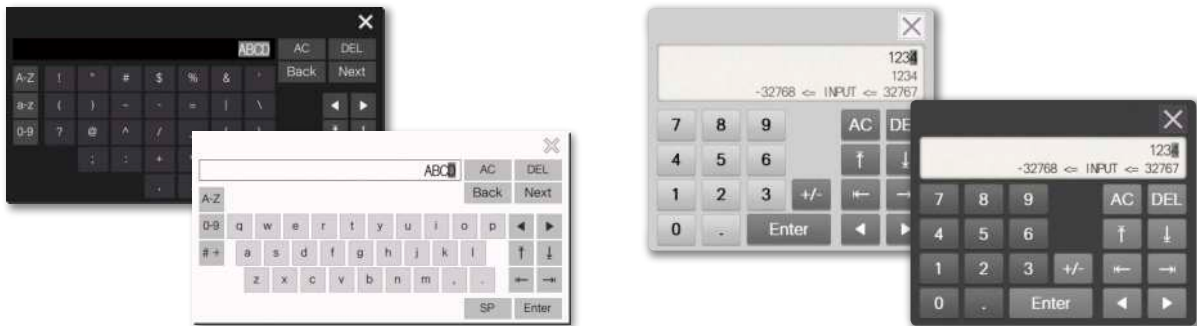 ×
ABCD AC DEL
A-Z ! " # $ % & ' Back Next
a-z ( ) = | \ ◀ ▶
0-9 ? @ ^ /
; : +
.
×
ABCD AC DEL
A-Z Back Next
0-9 q w e r t y u i o p ◀ ▶
# + a s d f g h j k l
z x c v b n m , .
SP Enter
×
1234
1234
-32768 <= INPUT <= 32767
7 8 9 AC DE
4 5 6
1 2 3 +/-
0 . Enter ◀ ▶
×
1234
-32768 <= INPUT <= 32767
7 8 9 AC DEL
4 5 6
1 2 3 +/-
0 . Enter ◀ ▶